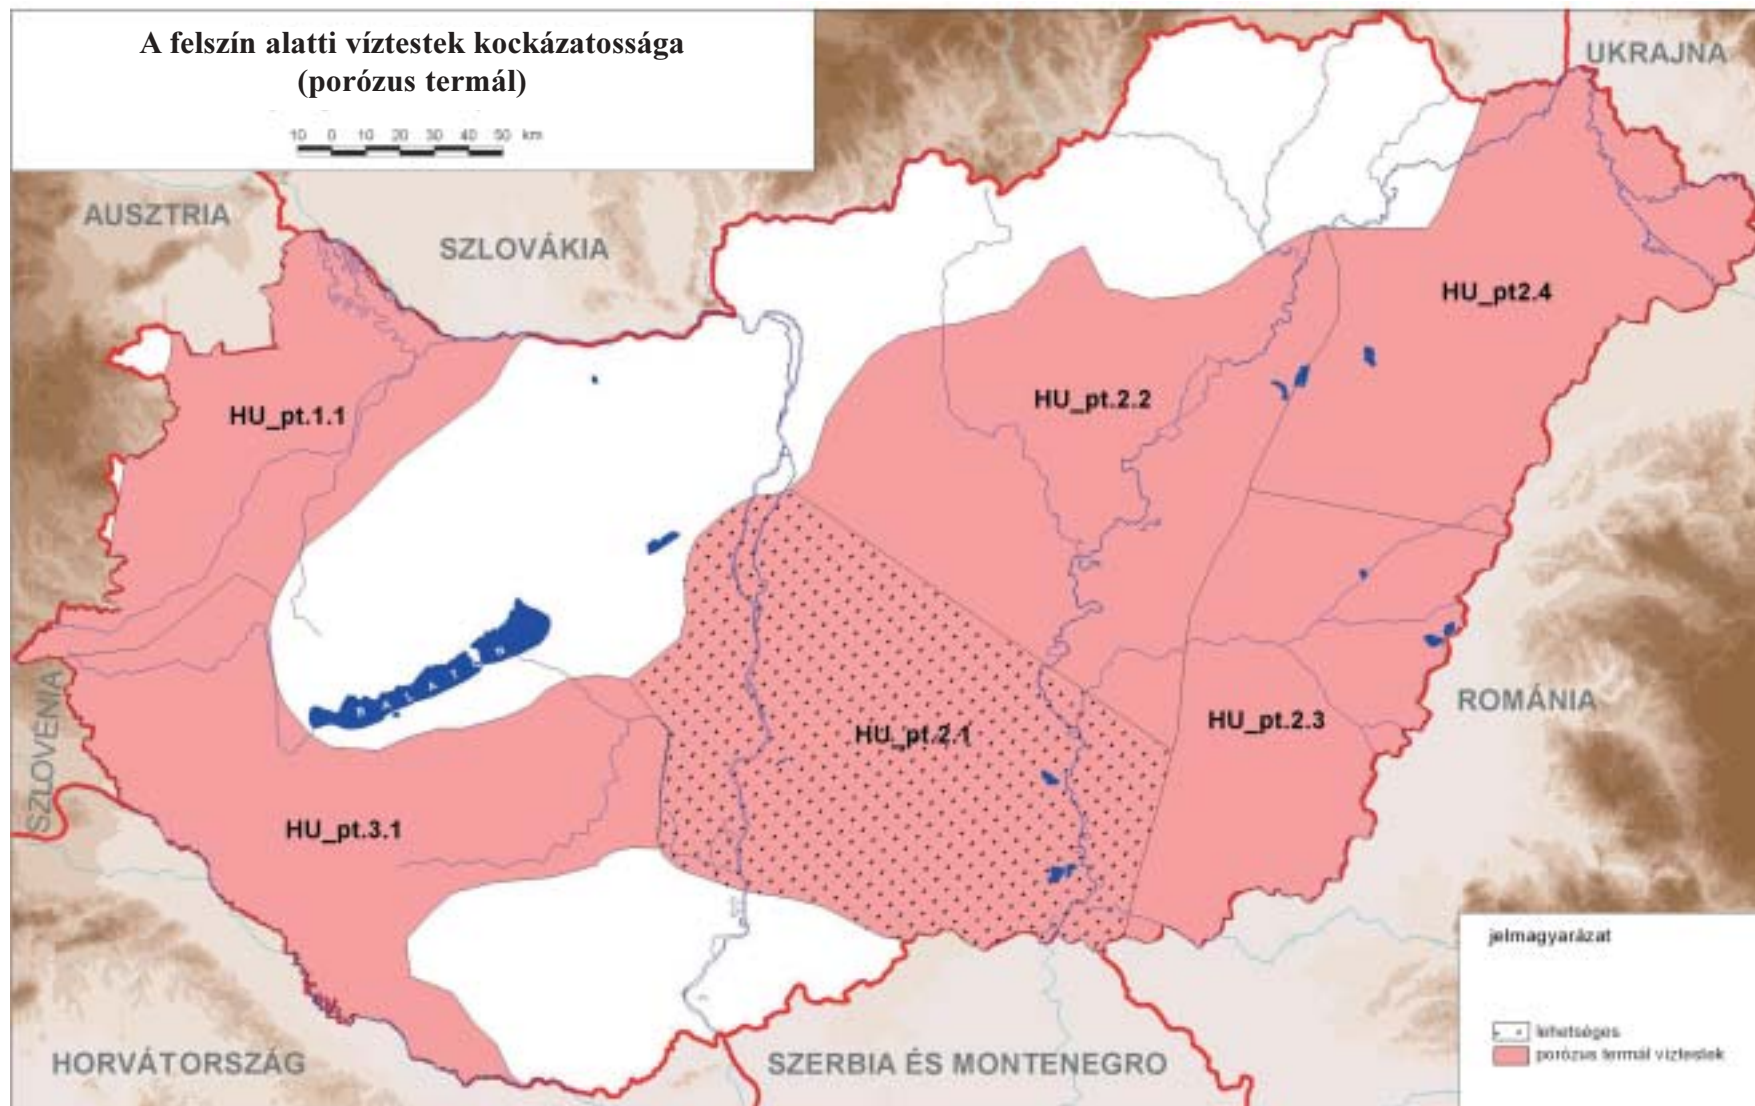 A felszín alatti víztestek kockázatossága
(porózus termál)
10 0 10 20 30 40 50 km
UKRAJNA
AUSZTRIA
SZLOVÁKIA
HU_pt2.4
HU_pt.2.2
HU_pt.1.1
BALATON
SZLOVÉNIA
ROMÁNIA
HU_pt.2.3
HU_pt.2.1
HU_pt.3.1
jelmagyarázat
lehetséges
porózus termál víztestek
HORVÁTORSZÁG
SZERBIA ÉS MONTENEGRO